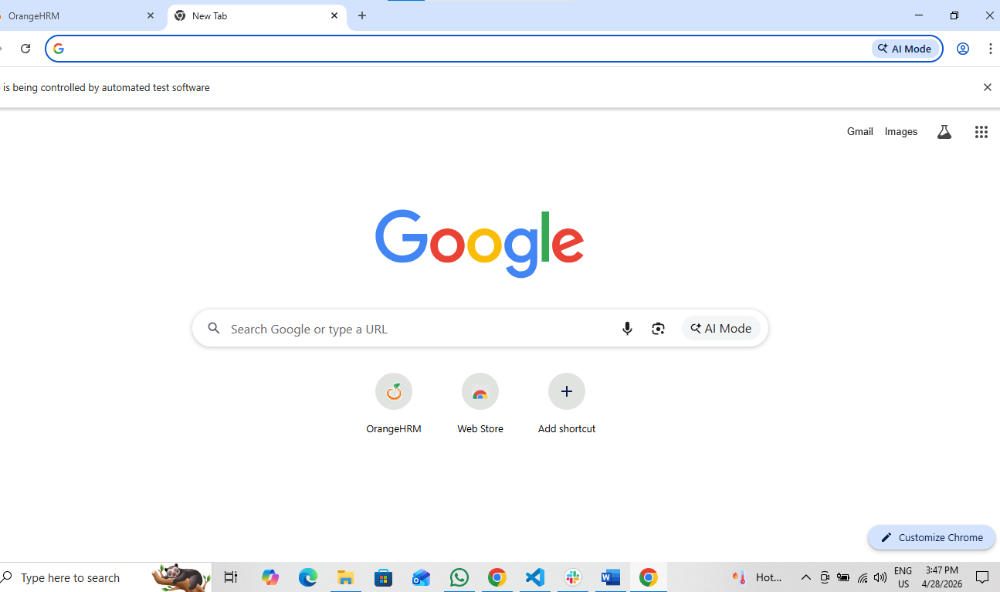 OrangeHRM
New Tab
AI Mode
is being controlled by automated test software
Gmail Images
Google
Search Google or type a URL
AI Mode
OrangeHRM
Web Store
Add shortcut
Customize Chrome
Type here to search
Hot...
ENG
US
3:47 PM
4/28/2026